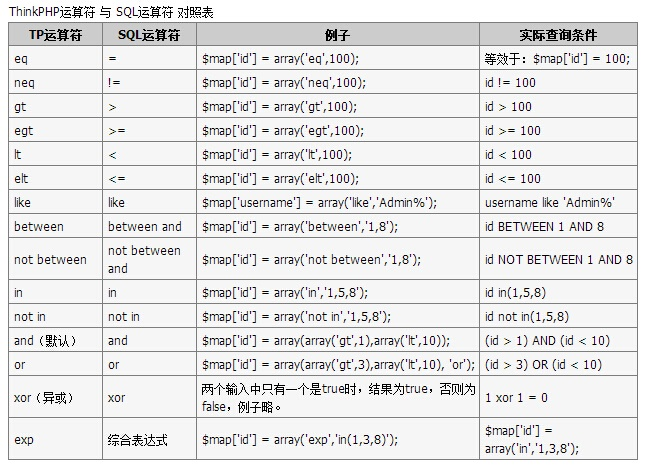 ThinkPHP运算符 与 SQL运算符 对照表
TP运算符 SQL运算符 例子 实际查询条件
eq = $map['id'] = array('eq',100); 等效于：$map['id'] = 100;
neq != $map['id'] = array('neq',100); id != 100
gt > $map['id'] = array('gt',100); id > 100
egt >= $map['id'] = array('egt',100); id >= 100
lt < $map['id'] = array('lt',100); id < 100
elt <= $map['id'] = array('elt',100); id <= 100
like like $map['username'] = array('like','Admin%'); username like 'Admin%'
between between and $map['id'] = array('between','1,8'); id BETWEEN 1 AND 8
not between not between and $map['id'] = array('not between','1,8'); id NOT BETWEEN 1 AND 8
in in $map['id'] = array('in','1,5,8'); id in(1,5,8)
not in not in $map['id'] = array('not in','1,5,8'); id not in(1,5,8)
and（默认） and $map['id'] = array(array('gt',1),array('lt',10)); (id > 1) AND (id < 10)
or or $map['id'] = array(array('gt',3),array('lt',10), 'or'); (id > 3) OR (id < 10)
xor（异或） xor 两个输入中只有一个是true时，结果为true，否则为false，例子略。 1 xor 1 = 0
exp 综合表达式 $map['id'] = array('exp','in(1,3,8)'); $map['id'] = array('in','1,3,8');